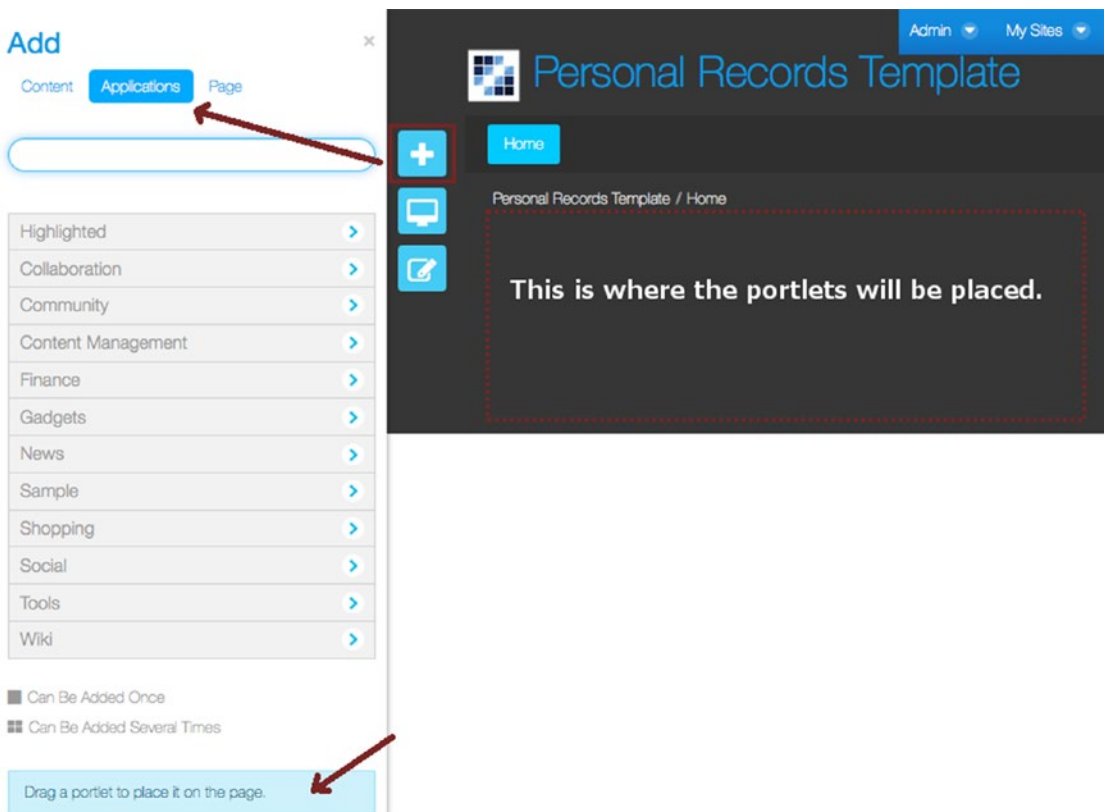 Add
×
Content Applications Page
Highlighted
Collaboration
Community
Content Management
Finance
Gadgets
News
Sample
Shopping
Social
Tools
Wiki
Can Be Added Once
Can Be Added Several Times
Drag a portlet to place it on the page.
Admin My Sites
Personal Records Template
Home
Personal Records Template / Home
This is where the portlets will be placed.